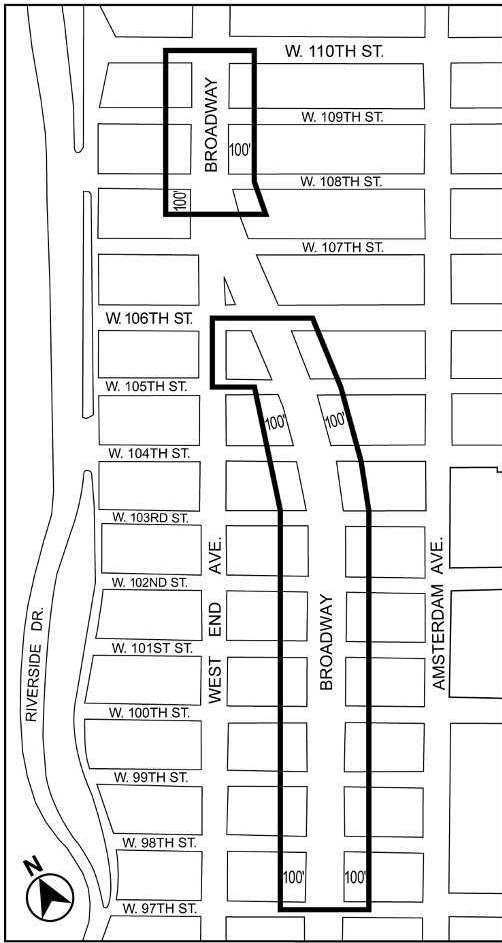 W. 110TH ST.
BROADWAY
W. 109TH ST.
100'
W. 108TH ST.
100'
W. 107TH ST.
W. 106TH ST.
W. 105TH ST.
100'
100'
W. 104TH ST.
W. 103RD ST.
WEST END AVE.
AMSTERDAM AVE.
W. 102ND ST.
BROADWAY
RIVERSIDE DR.
W. 101ST ST.
W. 100TH ST.
W. 99TH ST.
W. 98TH ST.
N
100'
100'
W. 97TH ST.